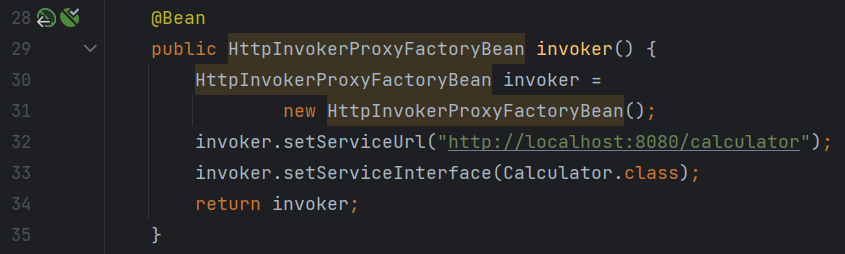 28 @Bean
29 public HttpInvokerProxyFactoryBean invoker() {
30 HttpInvokerProxyFactoryBean invoker =
31 new HttpInvokerProxyFactoryBean();
32 invoker.setServiceUrl("http://localhost:8080/calculator");
33 invoker.setServiceInterface(Calculator.class);
34 return invoker;
35 }